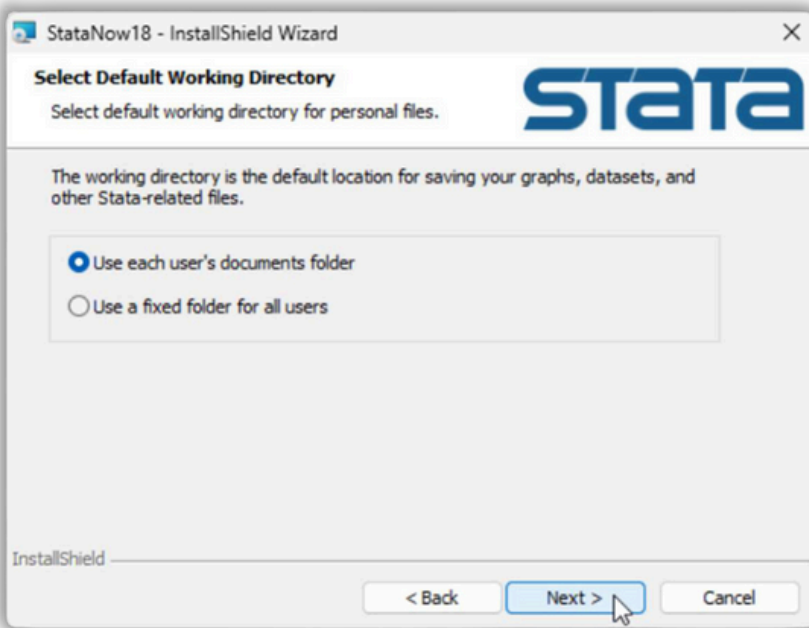 StataNow18 - InstallShield Wizard
Select Default Working Directory
Select default working directory for personal files.
STATA
The working directory is the default location for saving your graphs, datasets, and
other Stata-related files.
Use each user's documents folder
Use a fixed folder for all users
InstallShield
< Back
Next >
Cancel